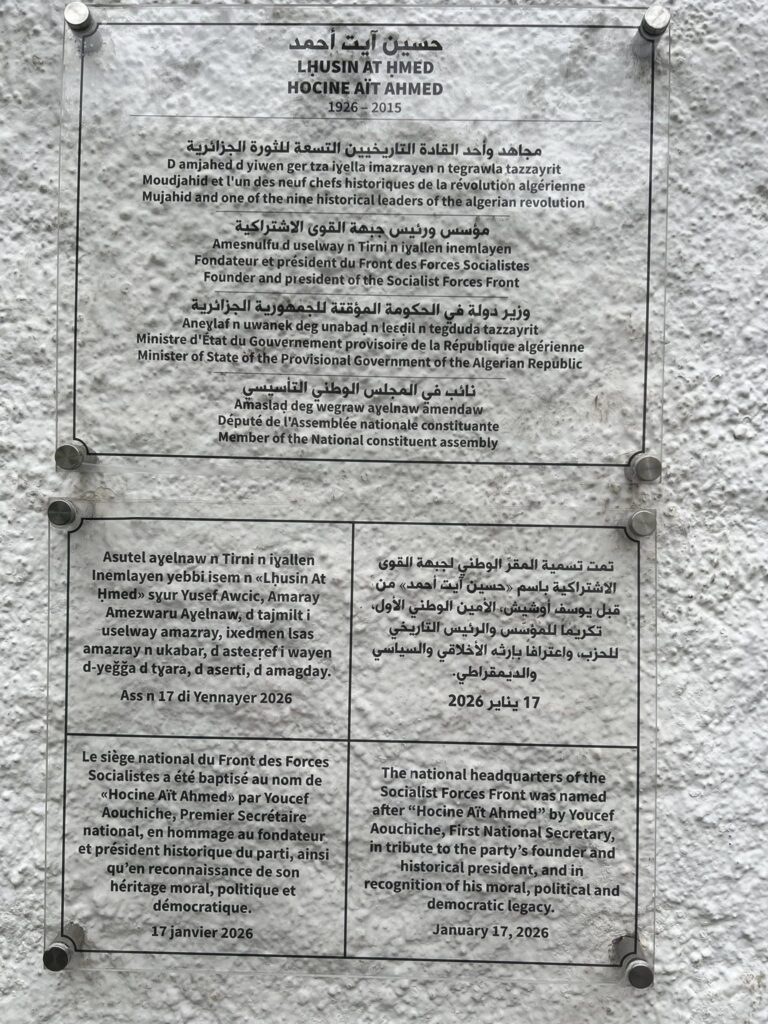 حسين آيت أحمد
LḤUSIN AT ḤMED
HOCINE AÏT AHMED
1926 – 2015
مجاهد وأحد القادة التاريخيين التسعة للثورة الجزائرية
D amjahed d yiwen ger tza iɣella imazrayen n tegrawla tazzayrit
Moudjahid et l'un des neuf chefs historiques de la révolution algérienne
Mujahid and one of the nine historical leaders of the algerian revolution
مؤسس ورئيس جبهة القوى الاشتراكية
Amesnulfu d uselway n Tirni n iɣallen inemlayen
Fondateur et président du Front des Forces Socialistes
Founder and president of the Socialist Forces Front
وزير دولة في الحكومة المؤقتة للجمهورية الجزائرية
Aneɣlaf n uwanek deg unabaḍ n leɛḍil n tegduda tazzayrit
Ministre d'État du Gouvernement provisoire de la République algérienne
Minister of State of the Provisional Government of the Algerian Republic
نائب في المجلس الوطني التأسيسي
Amaslaḍ deg wegraw aɣelnaw amendaw
Député de l'Assemblée nationale constituante
Member of the National constituent assembly
Asutel aɣelnaw n Tirni n iɣallen
Inemlayen yebbi isem n «Lḥusin At
Ḥmed» sɣur Yusef Awcic, Amaray
Amezwaru Aɣelnaw, d tajmilt i
uselway amazray, ixedmen lsas
amazray n ukabar, d asteɛṛef i wayen
d-yeǧǧa d tɣara, d aserti, d amagday.
Ass n 17 di Yennayer 2026
تمت تسمية المقرّ الوطني لجبهة القوى
الاشتراكية باسم «حسين آيت أحمد» من
قبل يوسف أوشيش، الأمين الوطني الأول،
تكريمًا للمؤسس والرئيس التاريخي
للحزب، واعترافًا بإرثه الأخلاقي والسياسي
والديمقراطي.
17 يناير 2026
Le siège national du Front des Forces
Socialistes a été baptisé au nom de
«Hocine Aït Ahmed» par Youcef
Aouchiche, Premier Secrétaire
national, en hommage au fondateur
et président historique du parti, ainsi
qu'en reconnaissance de son
héritage moral, politique et
démocratique.
17 janvier 2026
The national headquarters of the
Socialist Forces Front was named
after “Hocine Aït Ahmed” by Youcef
Aouchiche, First National Secretary,
in tribute to the party’s founder and
historical president, and in
recognition of his moral, political and
democratic legacy.
January 17, 2026